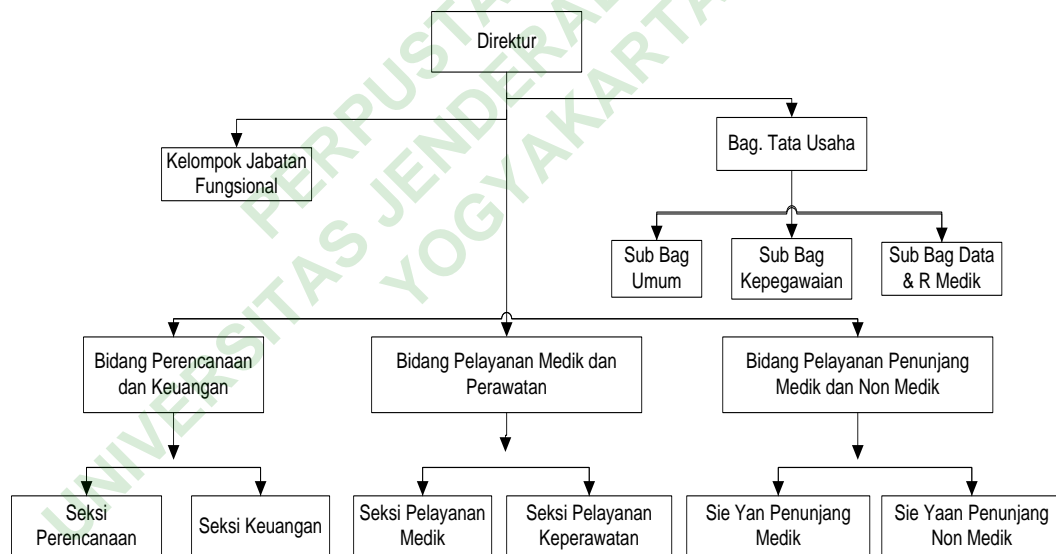 Direktur
Kelompok Jabatan
Fungsional
Bag. Tata Usaha
Sub Bag
Umum
Sub Bag
Kepegawaian
Sub Bag Data
& R Medik
Bidang Perencanaan
dan Keuangan
Bidang Pelayanan Medik dan
Perawatan
Bidang Pelayanan Penunjang
Medik dan Non Medik
Seksi
Perencanaan
Seksi Keuangan
Seksi Pelayanan
Medik
Seksi Pelayanan
Keperawatan
Sie Yan Penunjang
Medik
Sie Yaan Penunjang
Non Medik
UNIVERSITAS JENDERAL
YOGYAKARTA